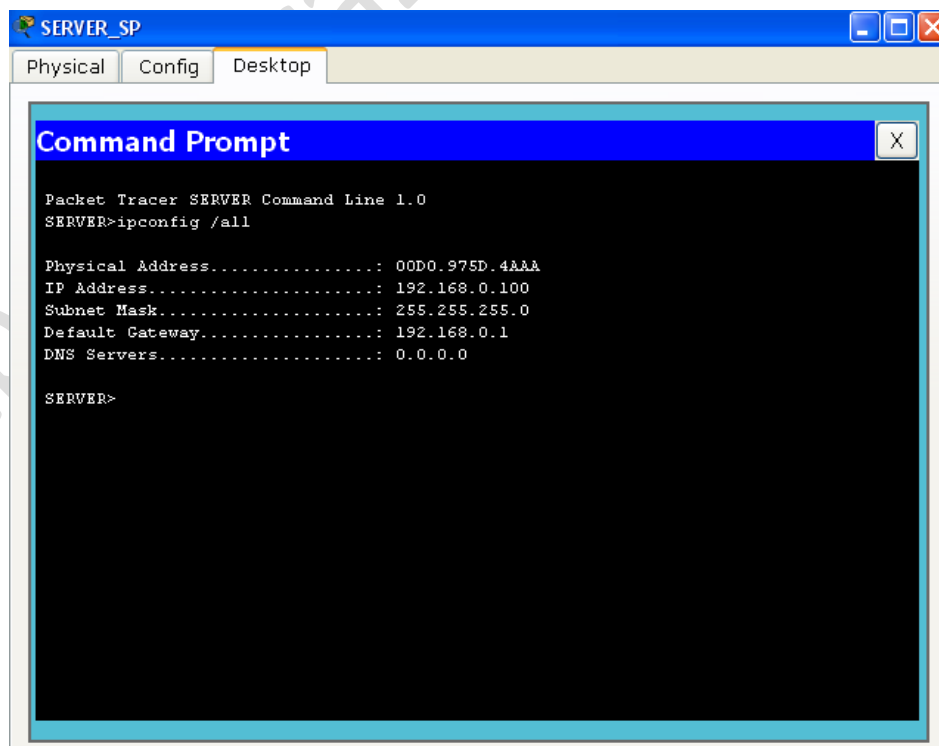 SERVER_SP
Physical Config Desktop
Command Prompt X
Packet Tracer SERVER Command Line 1.0
SERVER>ipconfig /all
Physical Address................: 00D0.975D.4AAA
IP Address......................: 192.168.0.100
Subnet Mask.....................: 255.255.255.0
Default Gateway.................: 192.168.0.1
DNS Servers.....................: 0.0.0.0
SERVER>